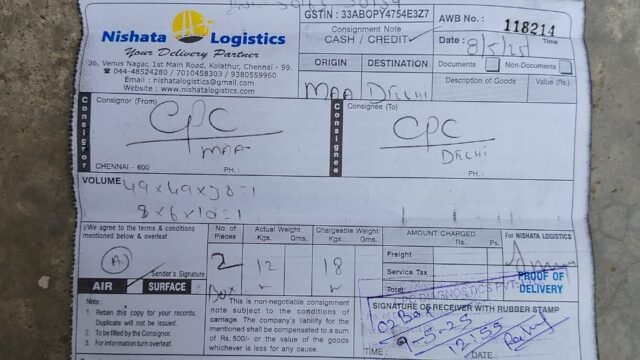 Nishata Logistics
Your Delivery Partner
36, Venus Nagar, 1st Main Road, Kolathur, Chennai - 99.
☎ 044-48524280 / 7010458303 / 9380559960
Email : nishatalogistics@gmail.com
Website : www.nishatalogistics.com
GSTIN : 33ABOPY4754E3Z7
Consignment Note
CASH / CREDIT
AWB No. : 118214
Date : 8/5/25 Time
ORIGIN DESTINATION
MAA Delhi
Documents Non-Documents
Description of Goods Value (Rs.)
Consignor
Consignor (From)
CPC
MAA
CHENNAI - 600 PH. :
Consignee
Consignee (To)
CPC
Delhi
PH. :
VOLUME
49x49x38=1
8x6x10=1
I/We agree to the terms & conditions
mentioned below & overleaf
Sender's Signature
AIR SURFACE
No. of Pieces
2
Box
Actual Weight
Kgs. Gms.
12
Chargeable Weight
Kgs. Gms.
18
AMOUNT CHARGED
Rs. Ps.
Freight
Service Tax
Total
For NISHATA LOGISTICS
PROOF OF
DELIVERY
Note:
1. Retain this copy for your records.
Duplicate will not be issued.
2. To be filled by the Consignor.
3. For information turn overleaf.
This is non-negotiable consignment
note subject to the conditions of
carriage. The company's liability for the
mentioned shall be compensated to a sum
of Rs. 500/- or the value of the goods
whichever is less for any cause.
SIGNATURE OF RECEIVER WITH RUBBER STAMP
02 Box
9-5-25
12:55
TIME :